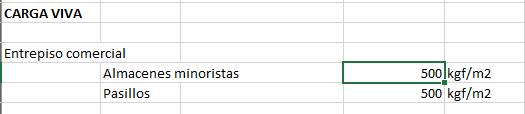 CARGA VIVA
Entrepiso comercial
Almacenes minoristas 500 kgf/m2
Pasillos 500 kgf/m2